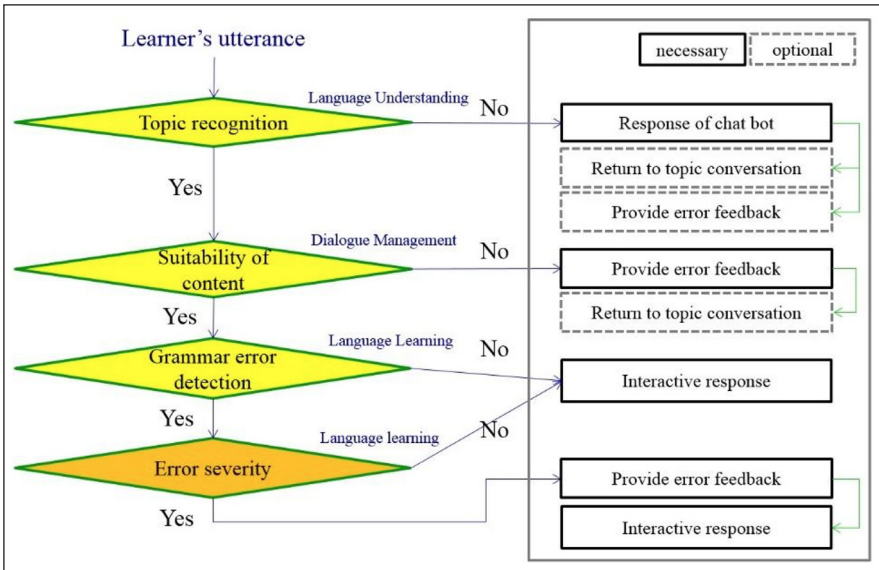 Learner's utterance
necessary
optional
Language Understanding
No
Topic recognition
Response of chat bot
Return to topic conversation
Yes
Provide error feedback
Dialogue Management
No
Suitability of
content
Provide error feedback
Return to topic conversation
Yes
Language Learning
No
Grammar error
detection
Interactive response
Yes
Language learning
No
Error severity
Provide error feedback
Yes
Interactive response